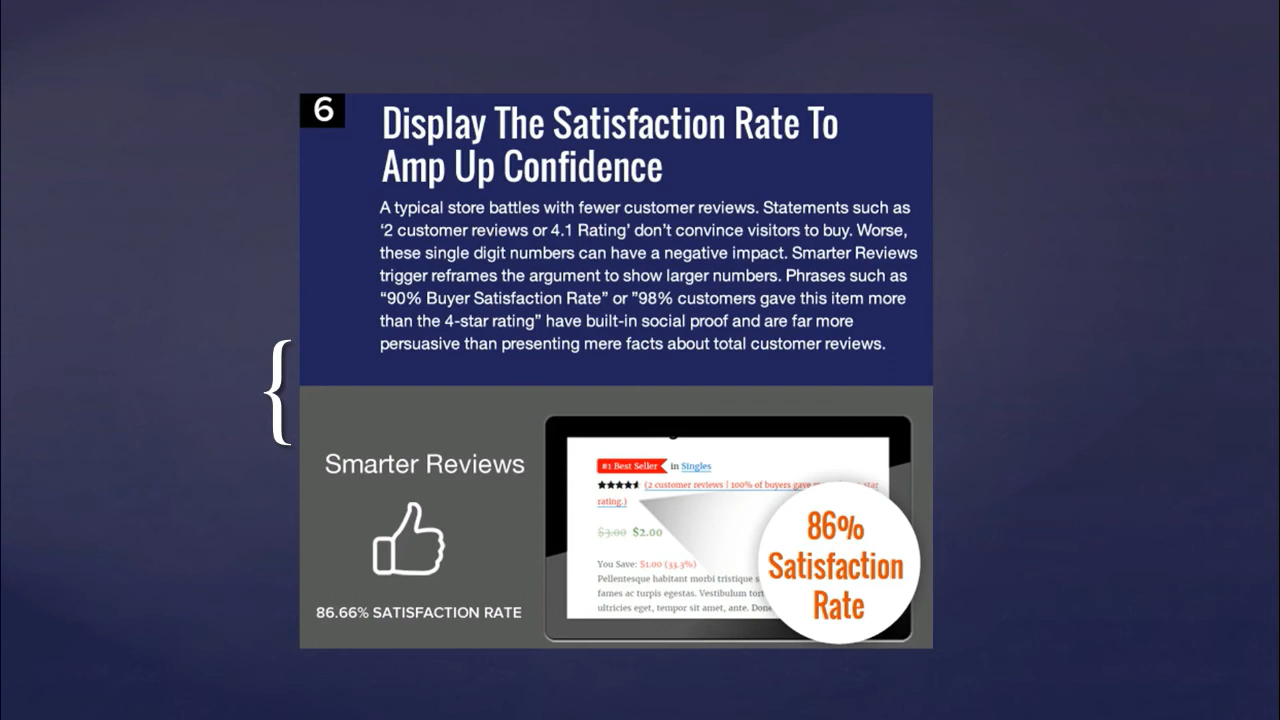 6
Display The Satisfaction Rate To
Amp Up Confidence
A typical store battles with fewer customer reviews. Statements such as
‘2 customer reviews or 4.1 Rating’ don’t convince visitors to buy. Worse,
these single digit numbers can have a negative impact. Smarter Reviews
trigger reframes the argument to show larger numbers. Phrases such as
“90% Buyer Satisfaction Rate” or ”98% customers gave this item more
than the 4-star rating” have built-in social proof and are far more
persuasive than presenting mere facts about total customer reviews.
{
Smarter Reviews
86.66% SATISFACTION RATE
#1 Best Seller in Singles
(2 customer reviews | 100% of buyers gave star
rating.)
$3.00 $2.00
You Save: $1.00 (33.3%)
Pellentesque habitant morbi tristique
fames ac turpis egestas. Vestibulum
ultricies eget, tempor sit amet, ante.
86%
Satisfaction
Rate